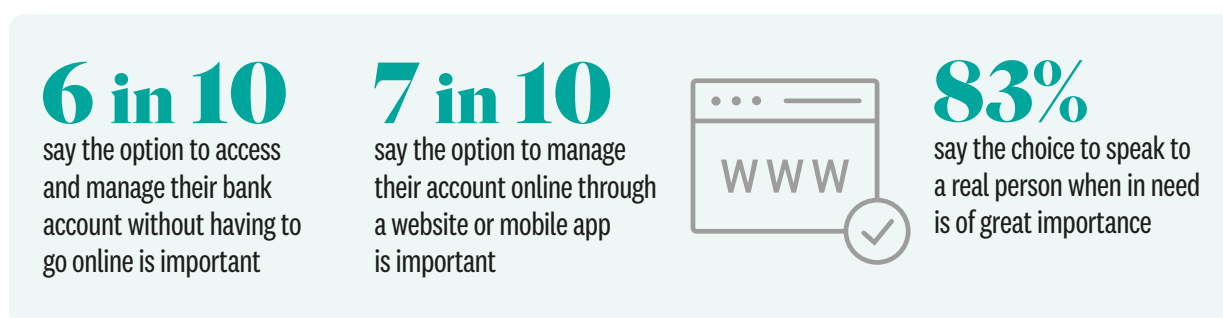 6 in 10
say the option to access
and manage their bank
account without having to
go online is important
7 in 10
say the option to manage
their account online through
a website or mobile app
is important
WWW
83%
say the choice to speak to
a real person when in need
is of great importance